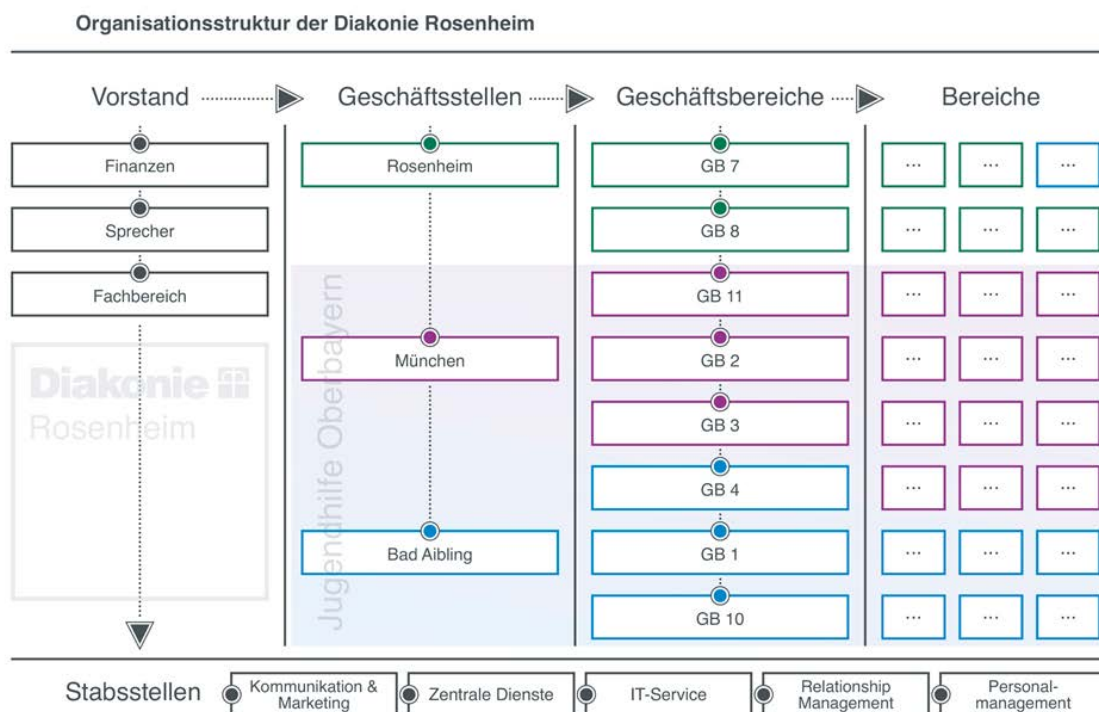 Organisationsstruktur der Diakonie Rosenheim
Vorstand
Geschäftsstellen
Geschäftsbereiche
Bereiche
Finanzen
Rosenheim
GB 7
... ... ...
Sprecher
GB 8
... ... ...
Fachbereich
GB 11
... ... ...
München
GB 2
... ... ...
Diakonie
Rosenheim
Jugendhilfe Oberbayern
GB 3
... ... ...
GB 4
... ... ...
Bad Aibling
GB 1
... ... ...
GB 10
... ... ...
Stabsstellen
Kommunikation &
Marketing
Zentrale Dienste
IT-Service
Relationship
Management
Personal-
management